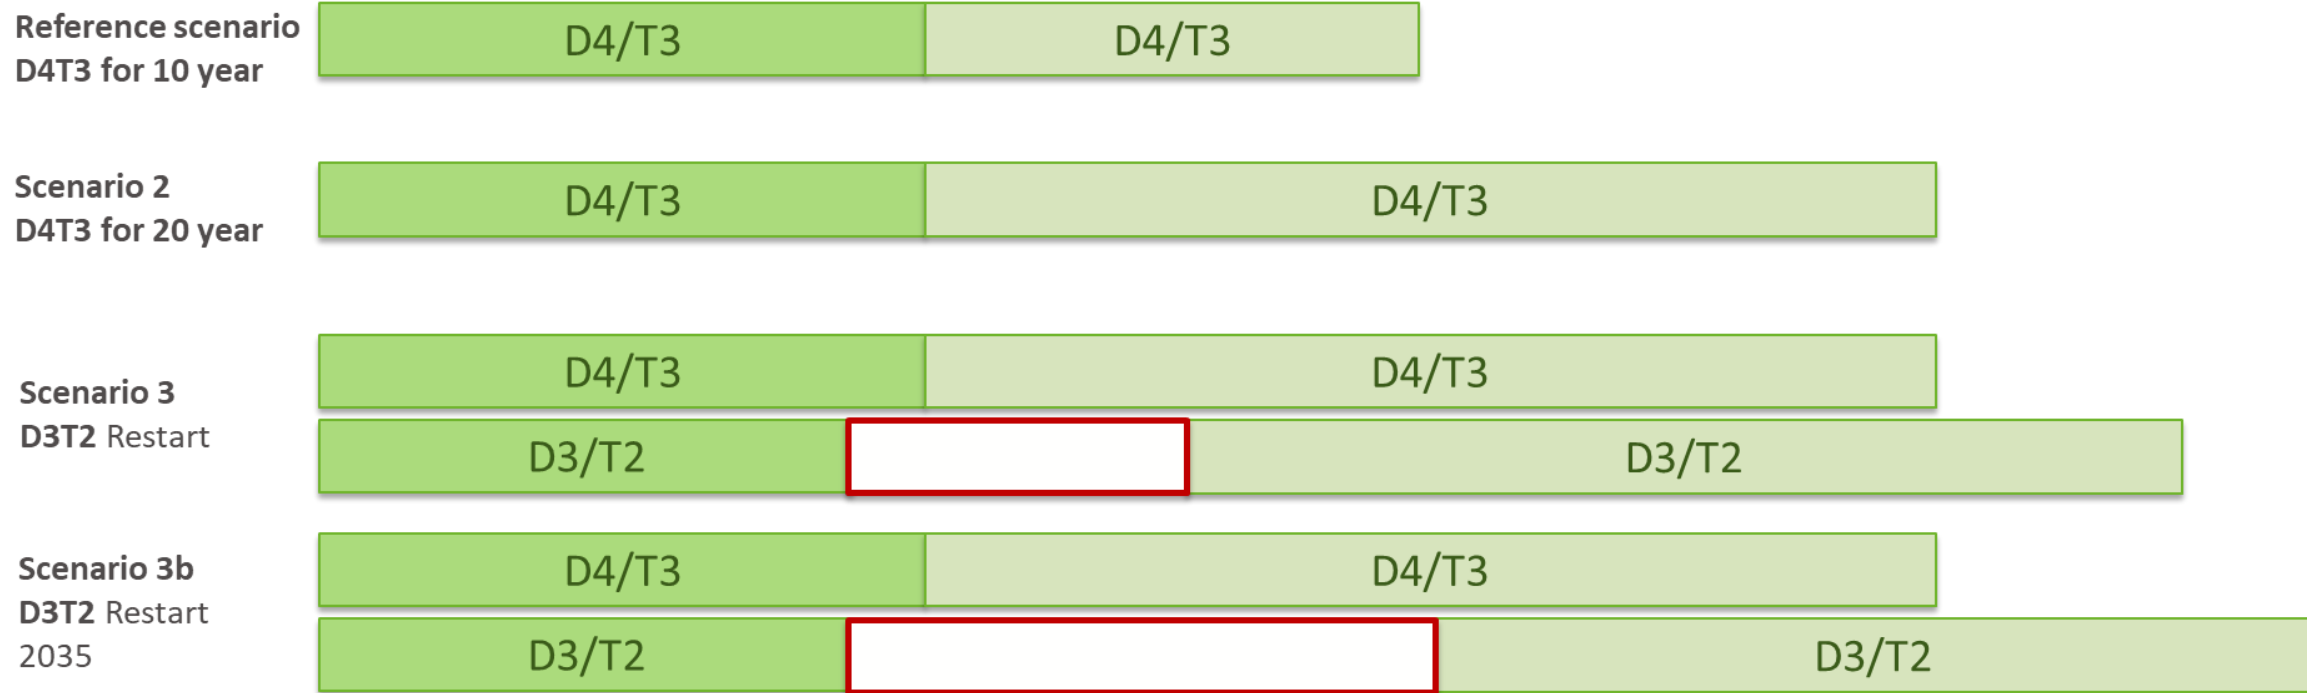 Reference scenario
D4T3 for 10 year
D4/T3
D4/T3
Scenario 2
D4T3 for 20 year
D4/T3
D4/T3
Scenario 3
D3T2 Restart
D4/T3
D4/T3
D3/T2
D3/T2
Scenario 3b
D3T2 Restart
2035
D4/T3
D4/T3
D3/T2
D3/T2